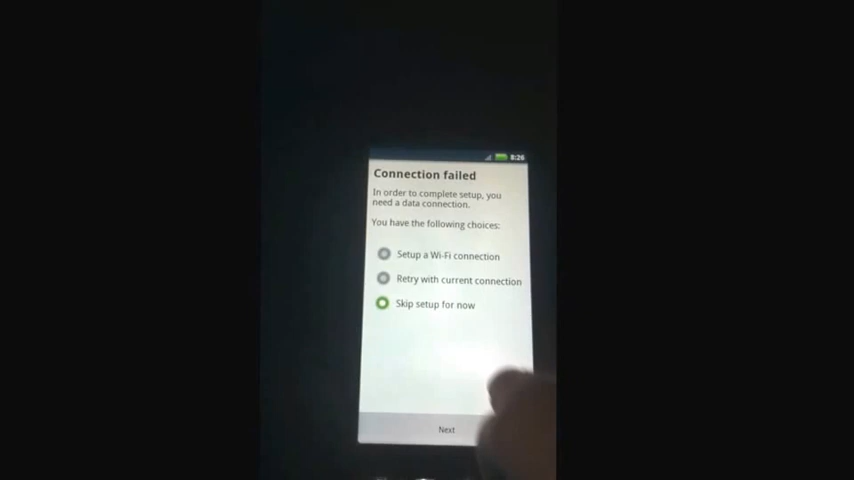 8:26
Connection failed
In order to complete setup, you
need a data connection.
You have the following choices:
Setup a Wi-Fi connection
Retry with current connection
Skip setup for now
Next